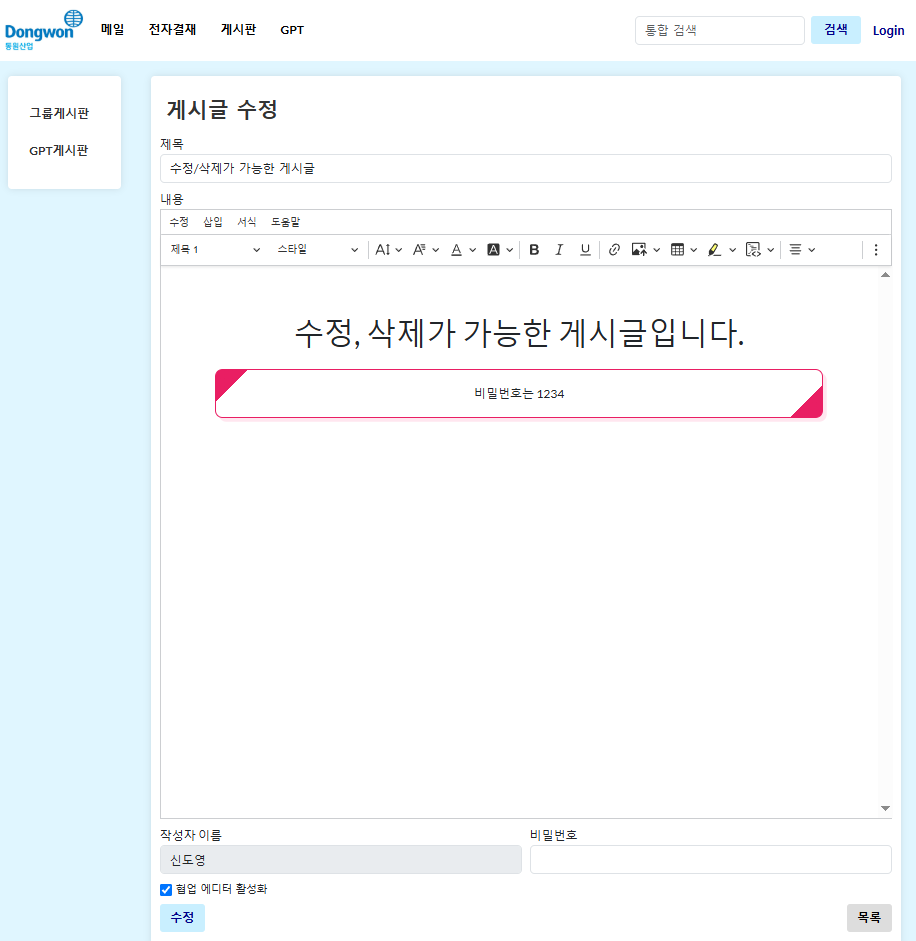 Dongwon
동원산업
메일 전자결재 게시판 GPT
통합 검색 검색 Login
그룹게시판
GPT게시판
게시글 수정
제목
수정/삭제가 가능한 게시글
내용
수정 삽입 서식 도움말
제목 1 스타일 A A A A B I U
수정, 삭제가 가능한 게시글입니다.
비밀번호는 1234
작성자 이름 비밀번호
신도영
협업 에디터 활성화
수정 목록